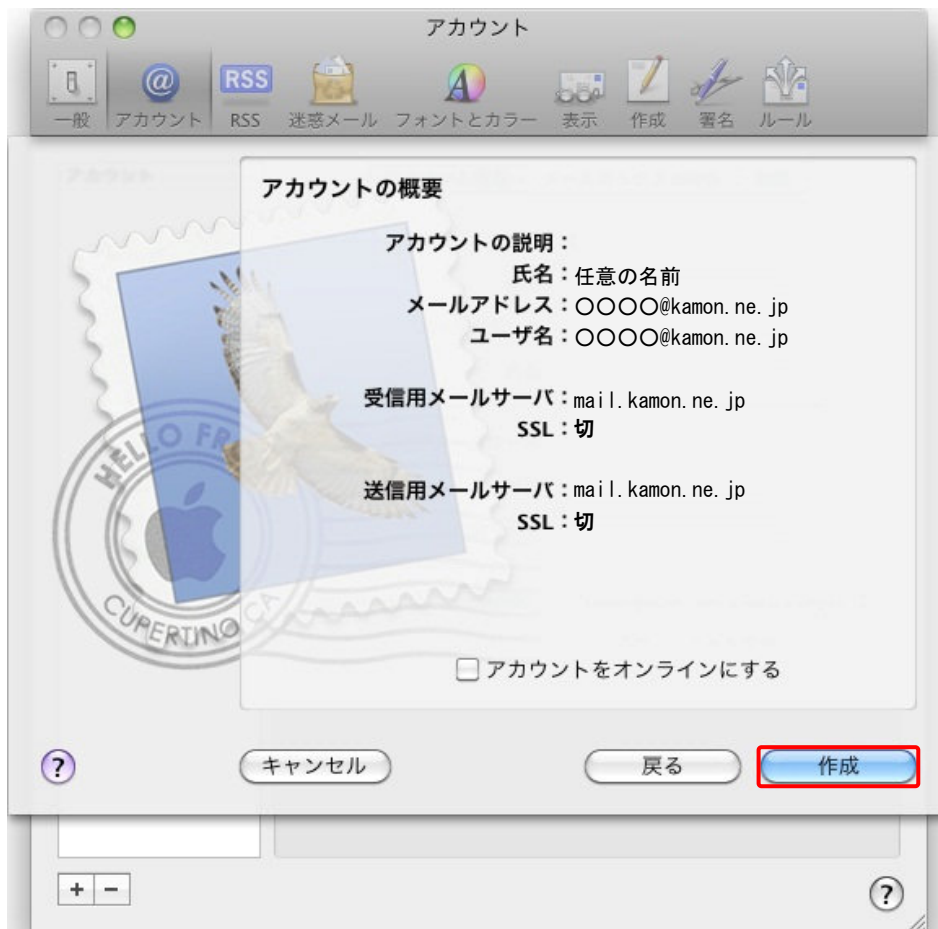 アカウント
RSS
一般 アカウント RSS 迷惑メール フォントとカラー 表示 作成 署名 ルール
アカウントの概要
アカウントの説明：
氏名：任意の名前
メールアドレス：〇〇〇〇@kamon.ne.jp
ユーザ名：〇〇〇〇@kamon.ne.jp
受信用メールサーバ：mail.kamon.ne.jp
SSL：切
送信用メールサーバ：mail.kamon.ne.jp
SSL：切
HELLO FR
CUPERTINO CA
アカウントをオンラインにする
? キャンセル 戻る 作成
+ - ?